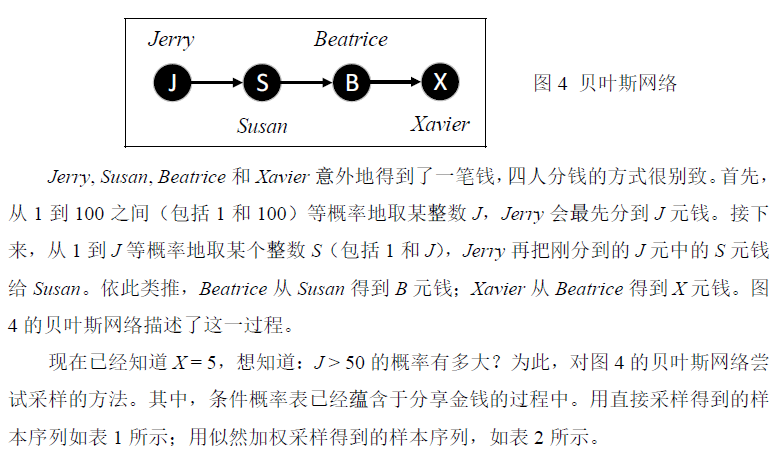 Jerry Beatrice
J S B X
图 4 贝叶斯网络
Susan Xavier
Jerry, Susan, Beatrice 和 Xavier 意外地得到了一笔钱，四人分钱的方式很别致。首先，
从 1 到 100 之间（包括 1 和 100）等概率地取某整数 J，Jerry 会最先分到 J 元钱。接下
来，从 1 到 J 等概率地取某个整数 S（包括 1 和 J），Jerry 再把刚分到的 J 元中的 S 元钱
给 Susan。依此类推，Beatrice 从 Susan 得到 B 元钱；Xavier 从 Beatrice 得到 X 元钱。图
4 的贝叶斯网络描述了这一过程。
现在已经知道 X = 5，想知道：J > 50 的概率有多大？为此，对图 4 的贝叶斯网络尝
试采样的方法。其中，条件概率表已经蕴含于分享金钱的过程中。用直接采样得到的样
本序列如表 1 所示；用似然加权采样得到的样本序列，如表 2 所示。